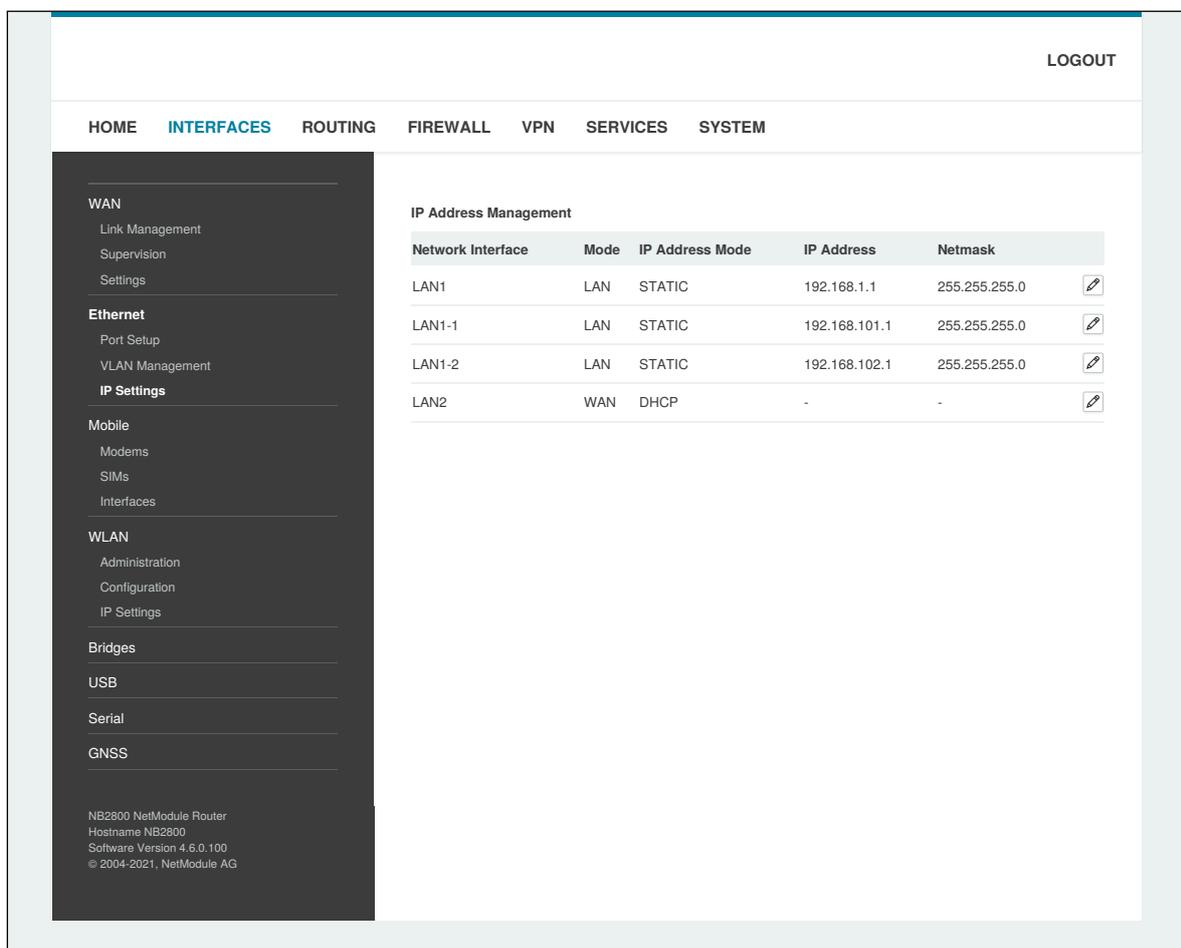 LOGOUT
HOME INTERFACES ROUTING FIREWALL VPN SERVICES SYSTEM
WAN
Link Management
Supervision
Settings
Ethernet
Port Setup
VLAN Management
IP Settings
Mobile
Modems
SIMs
Interfaces
WLAN
Administration
Configuration
IP Settings
Bridges
USB
Serial
GNSS
NB2800 NetModule Router
Hostname NB2800
Software Version 4.6.0.100
© 2004-2021, NetModule AG
IP Address Management
Network Interface Mode IP Address Mode IP Address Netmask
LAN1 LAN STATIC 192.168.1.1 255.255.255.0
LAN1-1 LAN STATIC 192.168.101.1 255.255.255.0
LAN1-2 LAN STATIC 192.168.102.1 255.255.255.0
LAN2 WAN DHCP - -